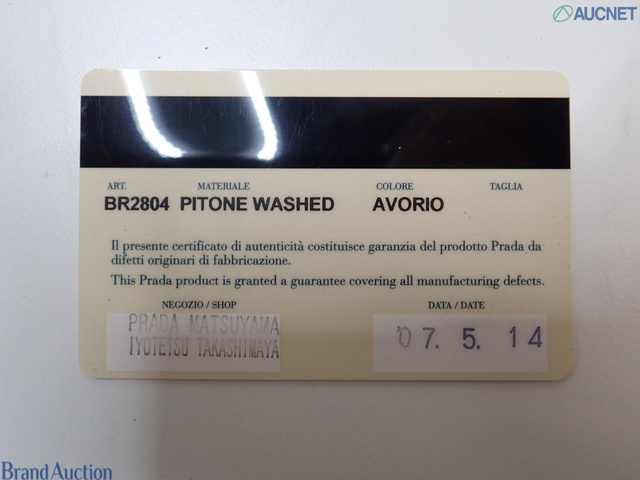 AUCNET
ART. MATERIALE COLORE TAGLIA
BR2804 PITONE WASHED AVORIO
Il presente certificato di autenticità costituisce garanzia del prodotto Prada da
difetti originari di fabbricazione.
This Prada product is granted a guarantee covering all manufacturing defects.
NEGOZIO / SHOP DATA / DATE
PRADA MATSUYAMA
IYOTETSU TAKASHIMAYA
'07. 5. 14
Brand Auction